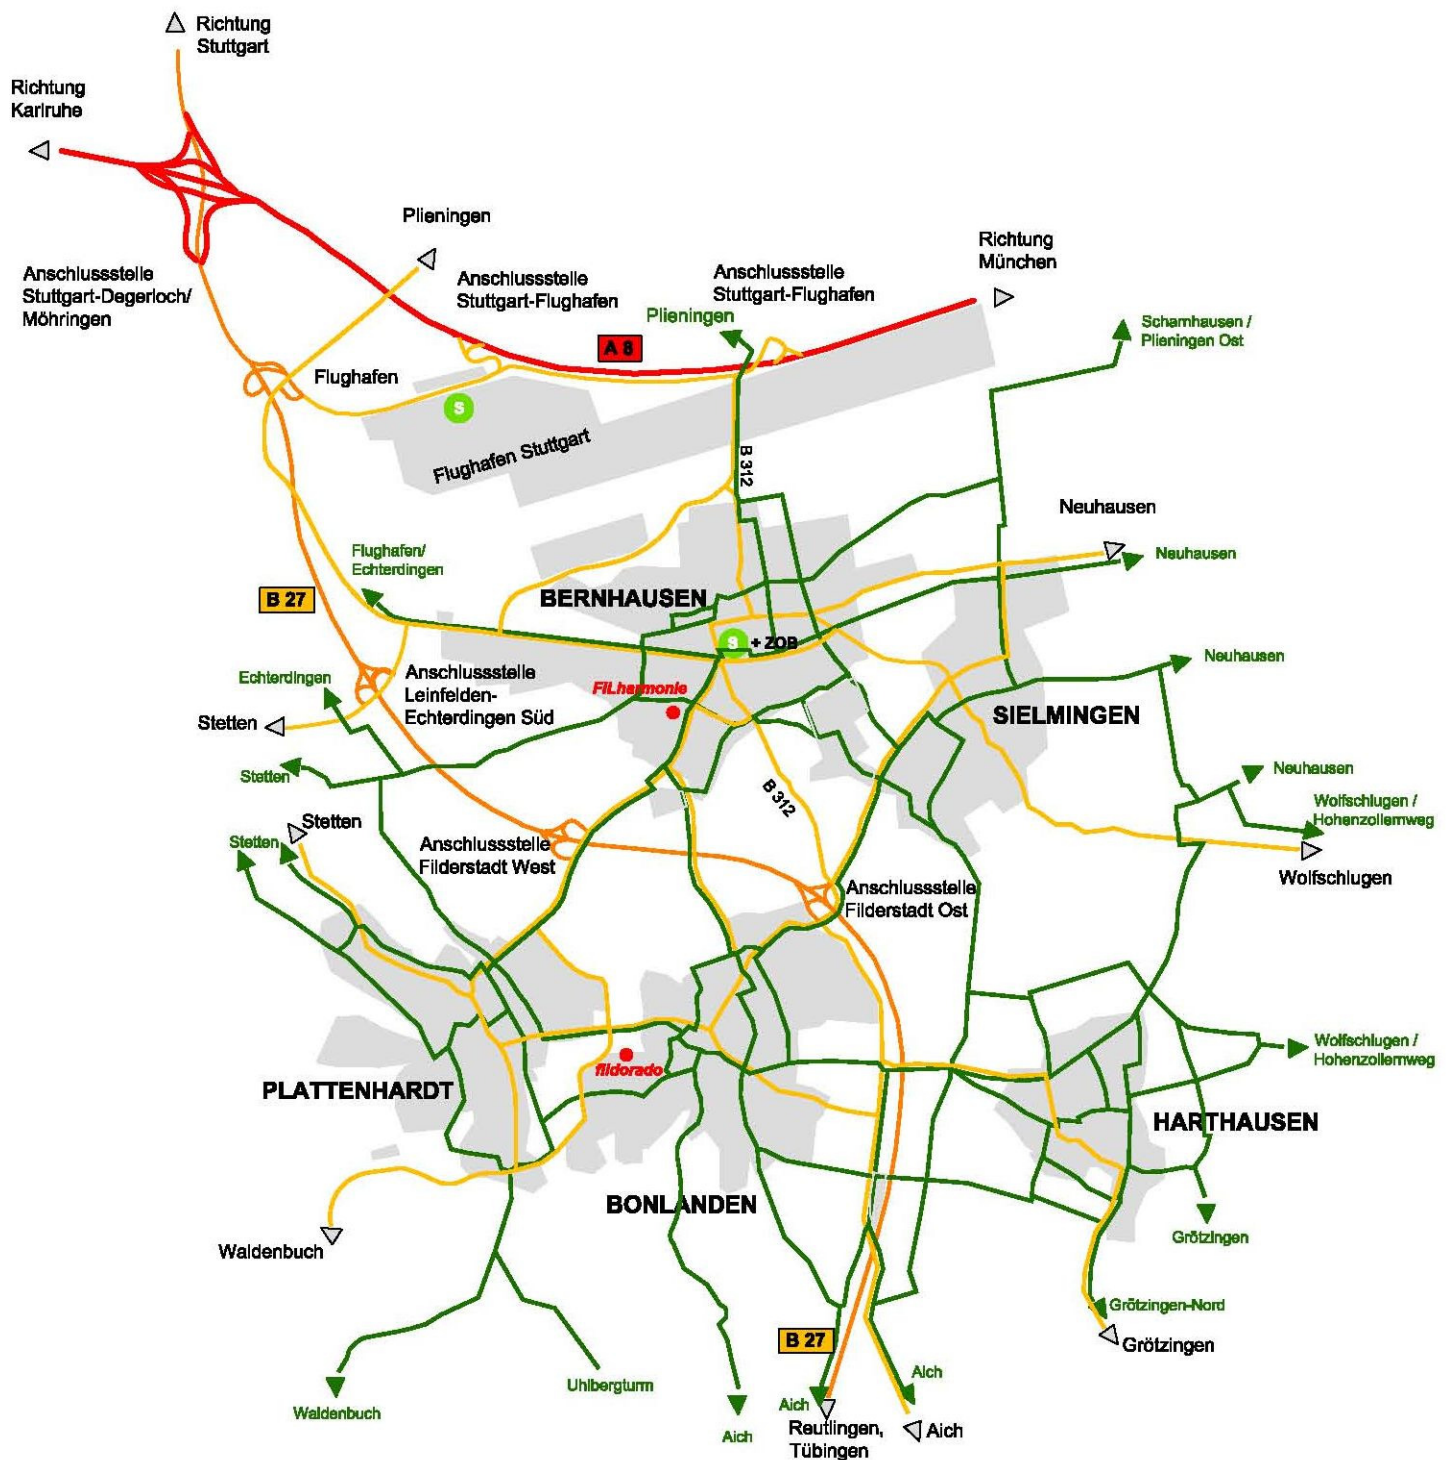 Richtung
Stuttgart
Richtung
Karlruhe
Plieningen
Richtung
München
Anschlussstelle
Stuttgart-Degerloch/
Möhringen
Anschlussstelle
Stuttgart-Flughafen
Anschlussstelle
Stuttgart-Flughafen
Plieningen
Scharnhausen /
Plieningen Ost
A 8
Flughafen
S
Flughafen Stuttgart
B 312
Neuhausen
Neuhausen
Flughafen/
Echterdingen
B 27
BERNHAUSEN
S + ZOB
Neuhausen
Echterdingen
Anschlussstelle
Leinfelden-
Echterdingen Süd
FILharmonie
Stetten
SIELMINGEN
Stetten
Neuhausen
B 312
Wolfschlugen /
Hohenzollernweg
Stetten
Stetten
Anschlussstelle
Filderstadt West
Wolfschlugen
Anschlussstelle
Filderstadt Ost
Wolfschlugen /
Hohenzollernweg
fildorado
PLATTENHARDT
HARTHAUSEN
BONLANDEN
Grötzingen
Waldenbuch
Grötzingen-Nord
B 27
Grötzingen
Uhlbergturm
Aich
Waldenbuch
Aich
Aich
Reutlingen,
Tübingen
Aich